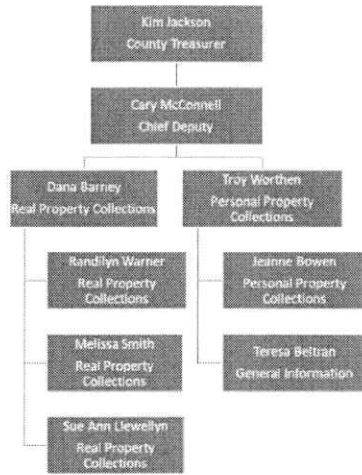 Kim Jackson
County Treasurer
Cary McConnell
Chief Deputy
Dana Barney
Real Property Collections
Troy Worthen
Personal Property
Collections
Randilyn Warner
Real Property
Collections
Jeanne Bowen
Personal Property
Collections
Melissa Smith
Real Property
Collections
Teresa Beltran
General Information
Sue Ann Llewellyn
Real Property
Collections